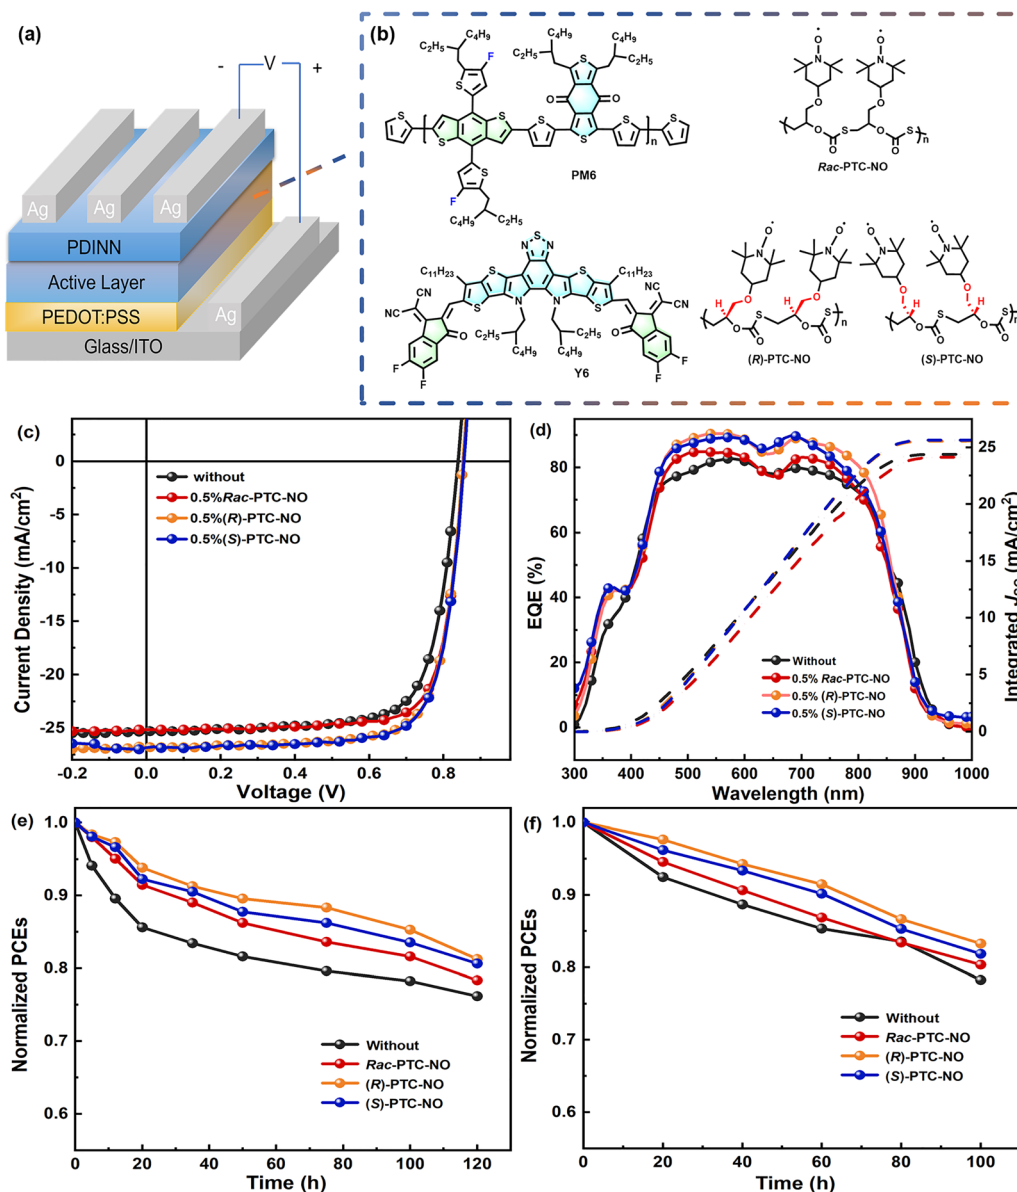 (a)
- V +
Ag Ag Ag
PDINN
Active Layer
PEDOT:PSS
Ag
Glass/ITO
(b)
C4H9
C2H5
F
S
C4H9 C4H9
C2H5 C2H5
S
O O
S S S S S S
n
S
F
C4H9 C2H5
PM6
O• O•
N N
O O
O S O S
O O
n
Rac-PTC-NO
S
N N
C11H23 C11H23
S S S S
CN NC
CN N N CN
O O
C2H5 C2H5
C4H9 C4H9
F F
F F
Y6
O• O•
N N
O O
H H
O S O S
O O
n
(R)-PTC-NO
O• O•
N N
O O
H H
O S O S
O O
n
(S)-PTC-NO
(c)
0
-5
-10
-15
-20
-25
-30
Current Density (mA/cm2)
without
0.5%Rac-PTC-NO
0.5%(R)-PTC-NO
0.5%(S)-PTC-NO
-0.2 0.0 0.2 0.4 0.6 0.8
Voltage (V)
(d)
80
60
40
20
0
EQE (%)
25
20
15
10
5
0
Integrated JSC (mA/cm2)
Without
0.5% Rac-PTC-NO
0.5% (R)-PTC-NO
0.5% (S)-PTC-NO
300 400 500 600 700 800 900 1000
Wavelength (nm)
(e)
1.0
0.9
0.8
0.7
0.6
Normalized PCEs
Without
Rac-PTC-NO
(R)-PTC-NO
(S)-PTC-NO
0 20 40 60 80 100 120
Time (h)
(f)
1.0
0.9
0.8
0.7
0.6
Normalized PCEs
Without
Rac-PTC-NO
(R)-PTC-NO
(S)-PTC-NO
0 20 40 60 80 100
Time (h)